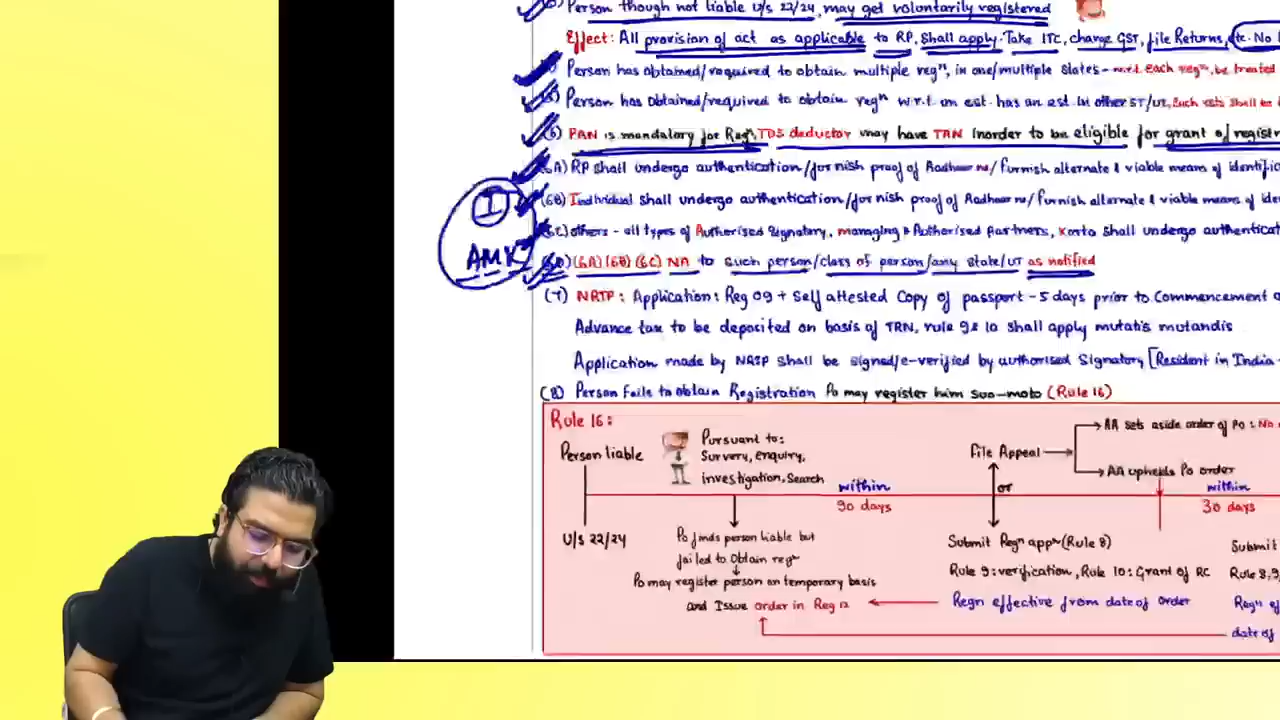 Person though not liable U/s 22/24, may get voluntarily registered
Effect: All provision of act as applicable to RP, Shall apply. Take ITC, charge GST, file Returns, etc. No
Person has obtained/required to obtain multiple regⁿ, in one/multiple states - w.r.t. each regⁿ, be treated
(5) Person has obtained/required to obtain regⁿ w.r.t an est. has an est. in other ST/UT, Such ests shall be
(6) PAN is mandatory for Regⁿ, TDS deductor may have TAN inorder to be eligible for grant of registr
(6A) RP shall undergo authentication/furnish proof of Aadhaar no/furnish alternate & viable means of identific
(6B) Individual shall undergo authentication/furnish proof of Aadhaar no/furnish alternate & viable means of ide
(6C) others - all types of Authorised Signatory, managing & Authorised partners, Karta shall undergo authenticat
I
AMK
(6D) (6A) (6B) (6C) NA to such person/class of person/any state/UT as notified
(7) NRTP: Application: Reg 09 + Self attested Copy of passport - 5 days prior to Commencement o
Advance tax to be deposited on basis of TRN, rule 9 & 10 shall apply mutatis mutandis
Application made by NRTP shall be signed/e-verified by authorised Signatory [Resident in India
(8) Person Fails to obtain Registration Po may register him suo-moto (Rule 16)
Rule 16:
Person liable
Pursuant to:
Survery, enquiry,
investigation, Search
within
90 days
File Appeal
or
AA sets aside order of Po : No
AA upholds Po order
within
30 days
U/s 22/24
Po finds person liable but
failed to Obtain regⁿ
Po may register person on temporary basis
and Issue order in Reg 12
Submit Regⁿ appⁿ (Rule 8)
Rule 9: verification, Rule 10: Grant of RC
Regn effective from date of order
Submit
Rule 8,9
Regⁿ ef
date of